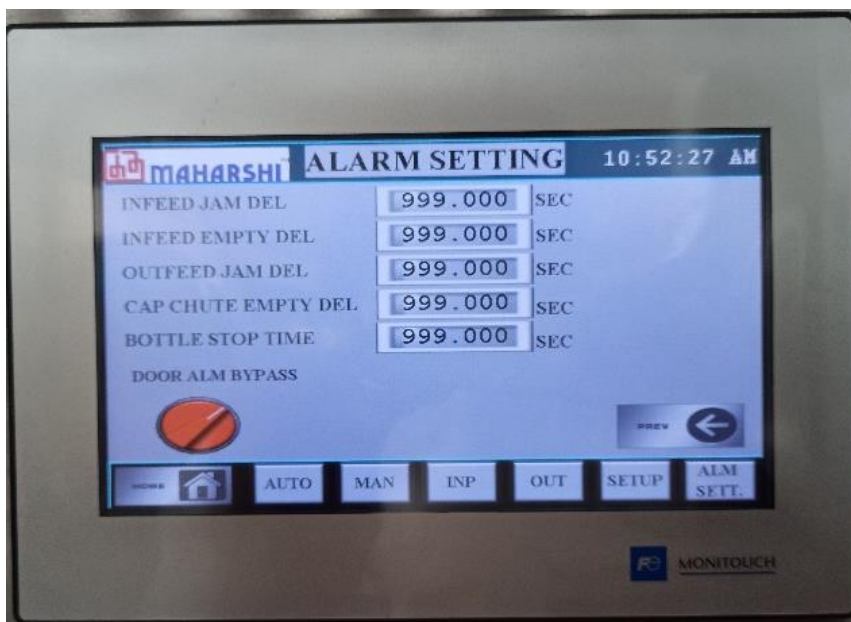 MAHARSHI ALARM SETTING 10:52:27 AM
INFEED JAM DEL 999.000 SEC
INFEED EMPTY DEL 999.000 SEC
OUTFEED JAM DEL 999.000 SEC
CAP CHUTE EMPTY DEL 999.000 SEC
BOTTLE STOP TIME 999.000 SEC
DOOR ALM BYPASS
PREV
HOME AUTO MAN INP OUT SETUP ALM
SETT.
Fe MONITOUCH